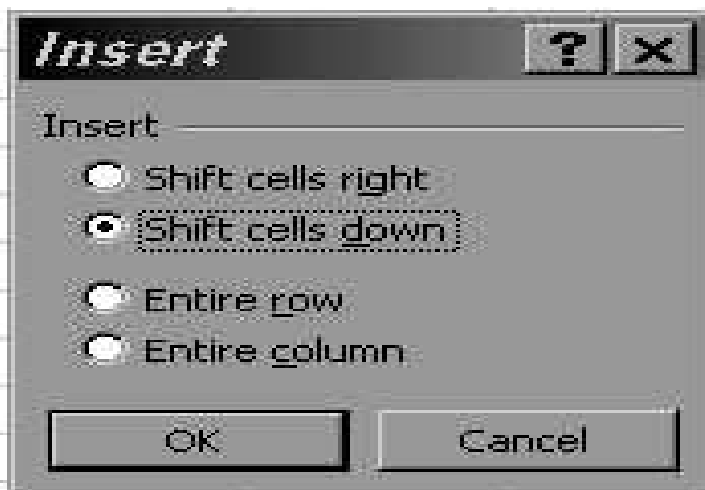 Insert
Insert
Shift cells right
Shift cells down
Entire row
Entire column
OK Cancel